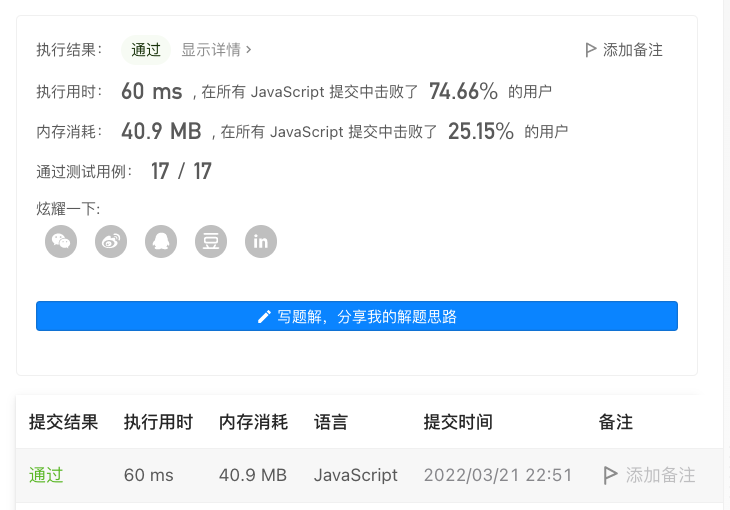 执行结果： 通过 显示详情 › 添加备注
执行用时： 60 ms , 在所有 JavaScript 提交中击败了 74.66% 的用户
内存消耗： 40.9 MB , 在所有 JavaScript 提交中击败了 25.15% 的用户
通过测试用例： 17 / 17
炫耀一下:
豆 in
写题解，分享我的解题思路
提交结果 执行用时 内存消耗 语言 提交时间 备注
通过 60 ms 40.9 MB JavaScript 2022/03/21 22:51 添加备注